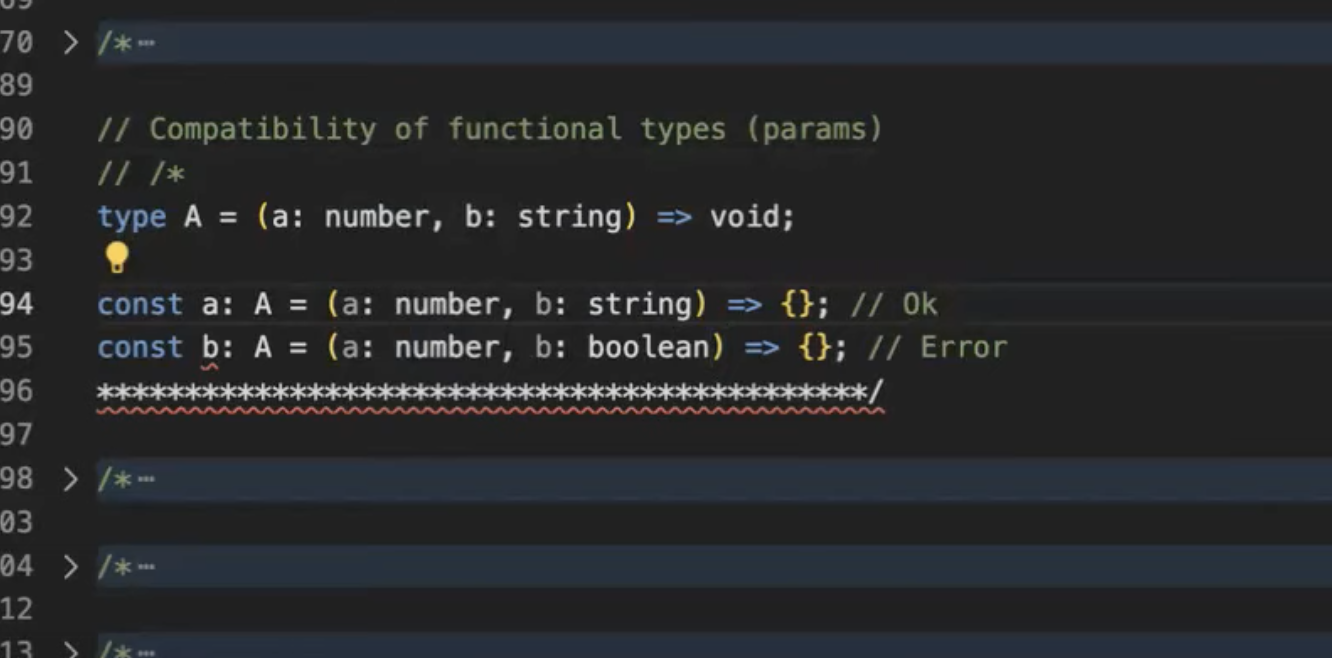 70 /*⋯
89
90 // Compatibility of functional types (params)
91 // /*
92 type A = (a: number, b: string) => void;
93
94 const a: A = (a: number, b: string) => {}; // Ok
95 const b: A = (a: number, b: boolean) => {}; // Error
96 ********************************************/
97
98 /*⋯
03
04 /*⋯
12
13 /*⋯